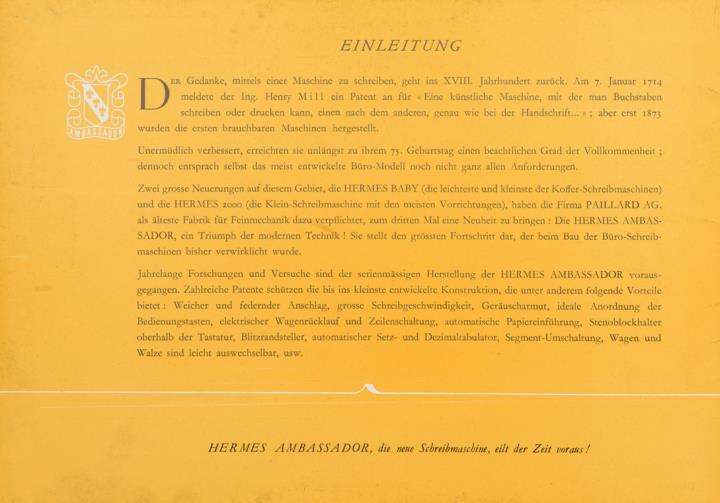 EINLEITUNG
AMBASSADOR
DER Gedanke, mittels einer Maschine zu schreiben, geht ins XVIII. Jahrhundert zurück. Am 7. Januar 1714
meldete der Ing. Henry Mill ein Patent an für « Eine künstliche Maschine, mit der man Buchstaben
schreiben oder drucken kann, einen nach dem anderen, genau wie bei der Handschrift... » ; aber erst 1873
wurden die ersten brauchbaren Maschinen hergestellt.
Unermüdlich verbessert, erreichten sie unlängst zu ihrem 75. Geburtstag einen beachtlichen Grad der Vollkommenheit ;
dennoch entsprach selbst das meist entwickelte Büro-Modell noch nicht ganz allen Anforderungen.
Zwei grosse Neuerungen auf diesem Gebiet, die HERMES BABY (die leichteste und kleinste der Koffer-Schreibmaschinen)
und die HERMES 2000 (die Klein-Schreibmaschine mit den meisten Vorrichtungen), haben die Firma PAILLARD AG.
als älteste Fabrik für Feinmechanik dazu verpflichtet, zum dritten Mal eine Neuheit zu bringen : Die HERMES AMBAS-
SADOR, ein Triumph der modernen Technik ! Sie stellt den grössten Fortschritt dar, der beim Bau der Büro-Schreib-
maschinen bisher verwirklicht wurde.
Jahrelange Forschungen und Versuche sind der serienmässigen Herstellung der HERMES AMBASSADOR voraus-
gegangen. Zahlreiche Patente schützen die bis ins kleinste entwickelte Konstruktion, die unter anderem folgende Vorteile
bietet : Weicher und federnder Anschlag, grosse Schreibgeschwindigkeit, Geräuscharmut, ideale Anordnung der
Bedienungstasten, elektrischer Wagenrücklauf und Zeilenschaltung, automatische Papiereinführung, Stenoblockhalter
oberhalb der Tastatur, Blitzrandsteller, automatischer Setz- und Dezimaltabulator, Segment-Umschaltung, Wagen und
Walze sind leicht auswechselbar, usw.
HERMES AMBASSADOR, die neue Schreibmaschine, eilt der Zeit voraus !